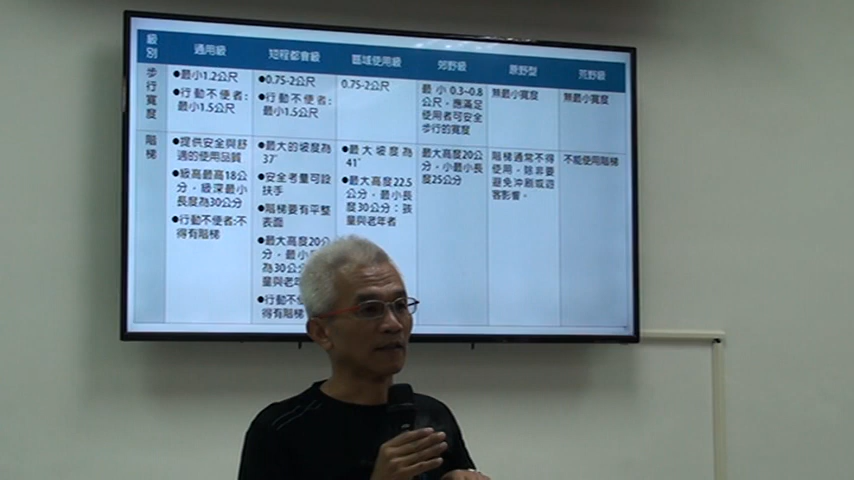 級別
通用級
短程都會級
區域使用級
郊野級
原野型
荒野級
步行寬度
●最小1.2公尺
●行動不便者:
最小1.5公尺
●0.75-2公尺
●行動不便者:
最小1.5公尺
0.75-2公尺
最小0.3~0.8
公尺，應滿足
使用者可安全
步行的寬度
無最小寬度
無最小寬度
階梯
●提供安全與舒
適的使用品質
●級高最高18公
分，級深最小
長度為30公分
●行動不便者:不
得有階梯
●最大的坡度為
37°
●安全考量可設
扶手
●階梯要有平整
表面
●最大高度20公
分，最小
為30公分
量與老年
●行動不便
得有階梯
●最大坡度為
41°
●最大高度22.5
公分，最小長
度30公分：孩
童與老年者
最大高度20公
分，小最小長
度25公分
階梯通常不得
使用，除非要
避免沖刷或遊
客影響。
不能使用階梯